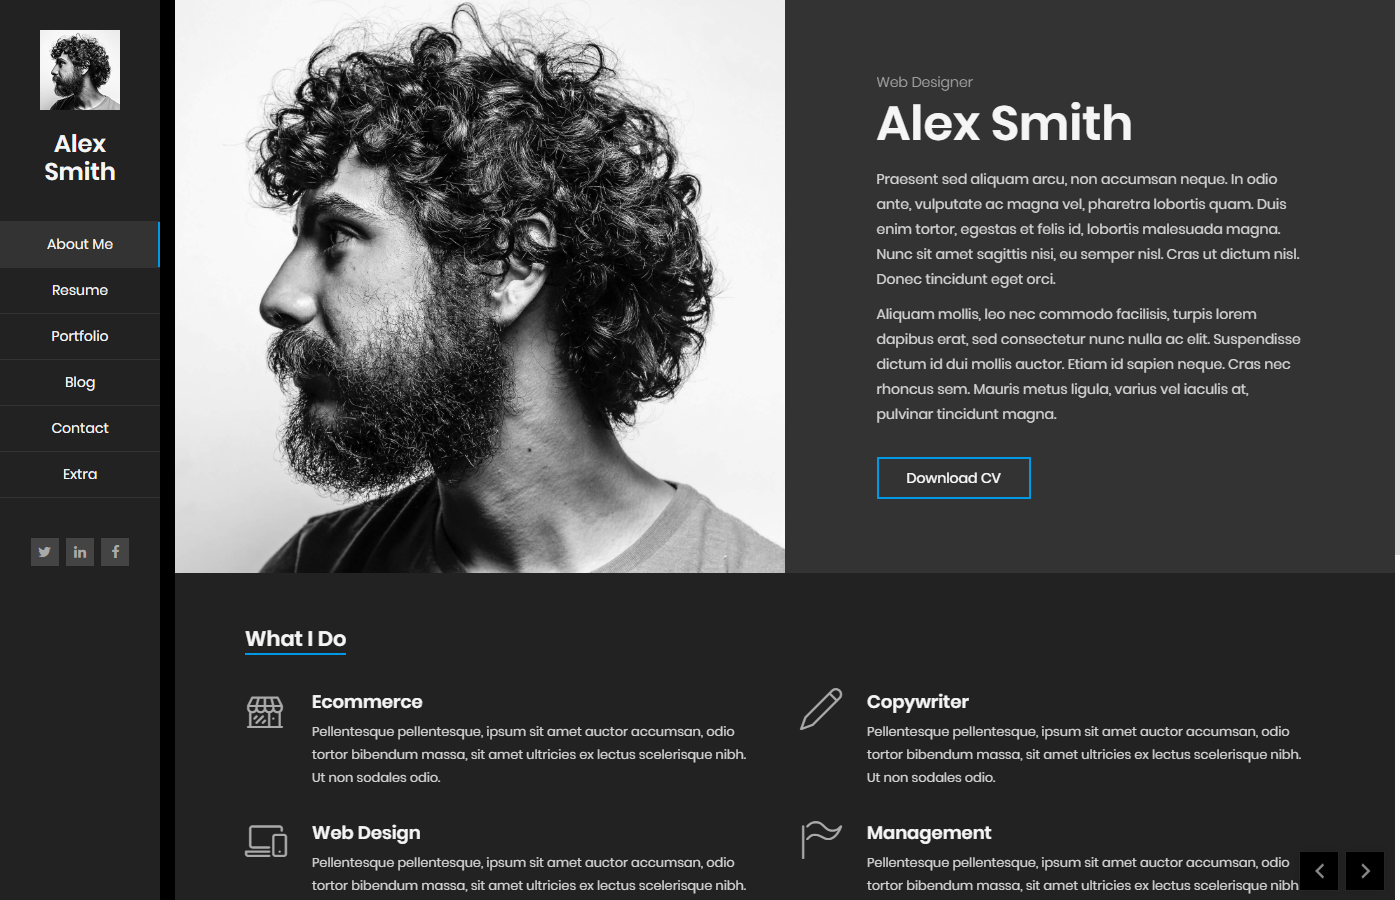 Alex
Smith
About Me
Resume
Portfolio
Blog
Contact
Extra
Web Designer
Alex Smith
Praesent sed aliquam arcu, non accumsan neque. In odio
ante, vulputate ac magna vel, pharetra lobortis quam. Duis
enim tortor, egestas et felis id, lobortis malesuada magna.
Nunc sit amet sagittis nisi, eu semper nisl. Cras ut dictum nisl.
Donec tincidunt eget orci.
Aliquam mollis, leo nec commodo facilisis, turpis lorem
dapibus erat, sed consectetur nunc nulla ac elit. Suspendisse
dictum id dui mollis auctor. Etiam id sapien neque. Cras nec
rhoncus sem. Mauris metus ligula, varius vel iaculis at,
pulvinar tincidunt magna.
Download CV
What I Do
Ecommerce
Pellentesque pellentesque, ipsum sit amet auctor accumsan, odio
tortor bibendum massa, sit amet ultricies ex lectus scelerisque nibh.
Ut non sodales odio.
Copywriter
Pellentesque pellentesque, ipsum sit amet auctor accumsan, odio
tortor bibendum massa, sit amet ultricies ex lectus scelerisque nibh.
Ut non sodales odio.
Web Design
Pellentesque pellentesque, ipsum sit amet auctor accumsan, odio
tortor bibendum massa, sit amet ultricies ex lectus scelerisque nibh.
Management
Pellentesque pellentesque, ipsum sit amet auctor accumsan, odio
tortor bibendum massa, sit amet ultricies ex lectus scelerisque nibh